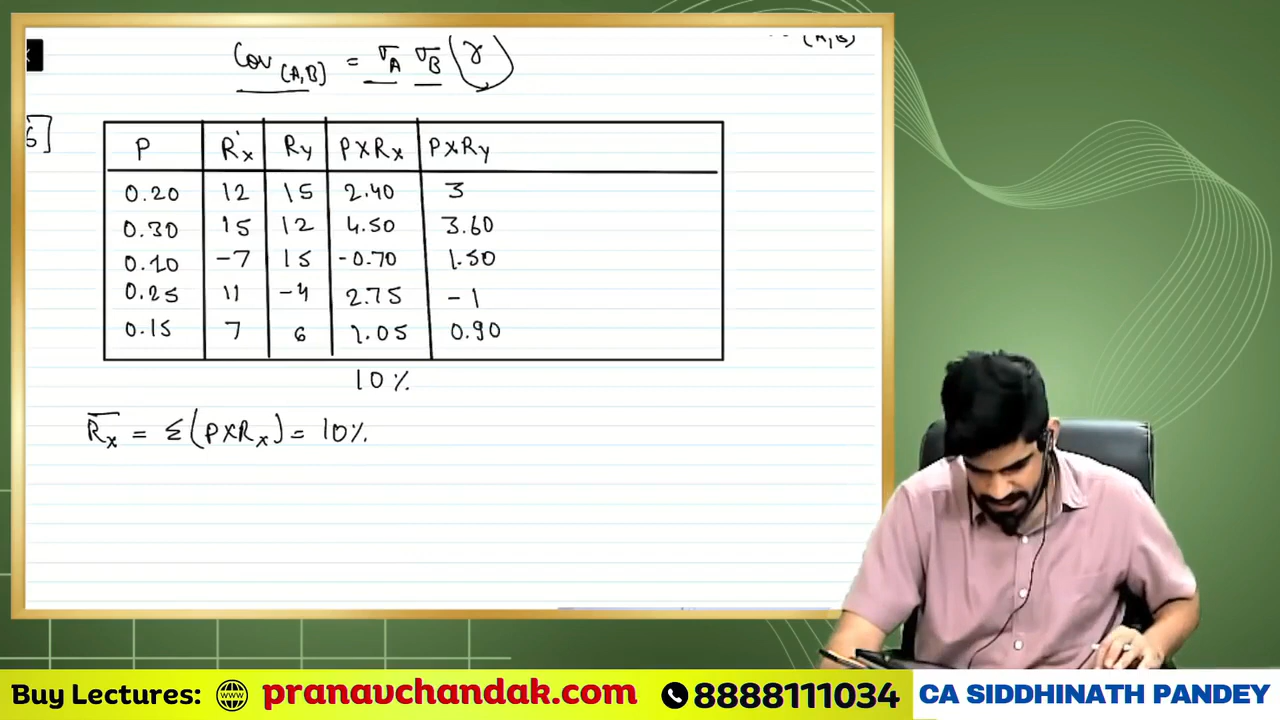 Cov (A,B) = σA σB (r)
(A,B)
6]
P Rx Ry P×Rx P×Ry
0.20 12 15 2.40 3
0.30 15 12 4.50 3.60
0.10 -7 15 -0.70 1.50
0.25 11 -4 2.75 -1
0.15 7 6 1.05 0.90
10%
R̅x = Σ(P×Rx) = 10%
Buy Lectures: pranavchandak.com 8888111034 CA SIDDHINATH PANDEY